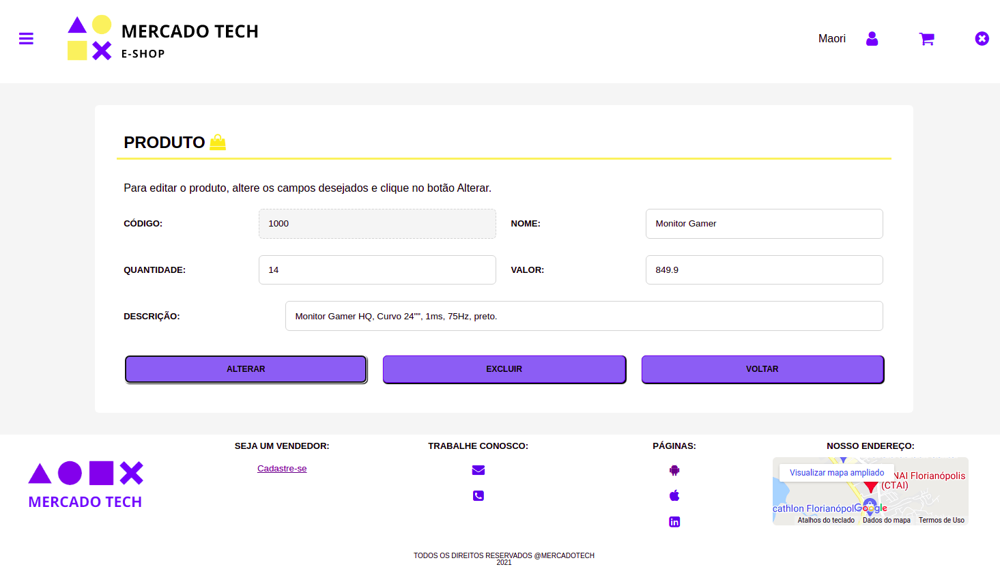 MERCADO TECH
E-SHOP
Maori
PRODUTO
Para editar o produto, altere os campos desejados e clique no botão Alterar.
CÓDIGO: 1000 NOME: Monitor Gamer
QUANTIDADE: 14 VALOR: 849.9
DESCRIÇÃO: Monitor Gamer HQ, Curvo 24"", 1ms, 75Hz, preto.
ALTERAR EXCLUIR VOLTAR
SEJA UM VENDEDOR: TRABALHE CONOSCO: PÁGINAS: NOSSO ENDEREÇO:
Cadastre-se
MERCADO TECH
Visualizar mapa ampliado
NAI Florianópolis
(CTAI)
cathlon Florianópol
Google
Atalhos do teclado Dados do mapa Termos de Uso
TODOS OS DIREITOS RESERVADOS @MERCADOTECH
2021